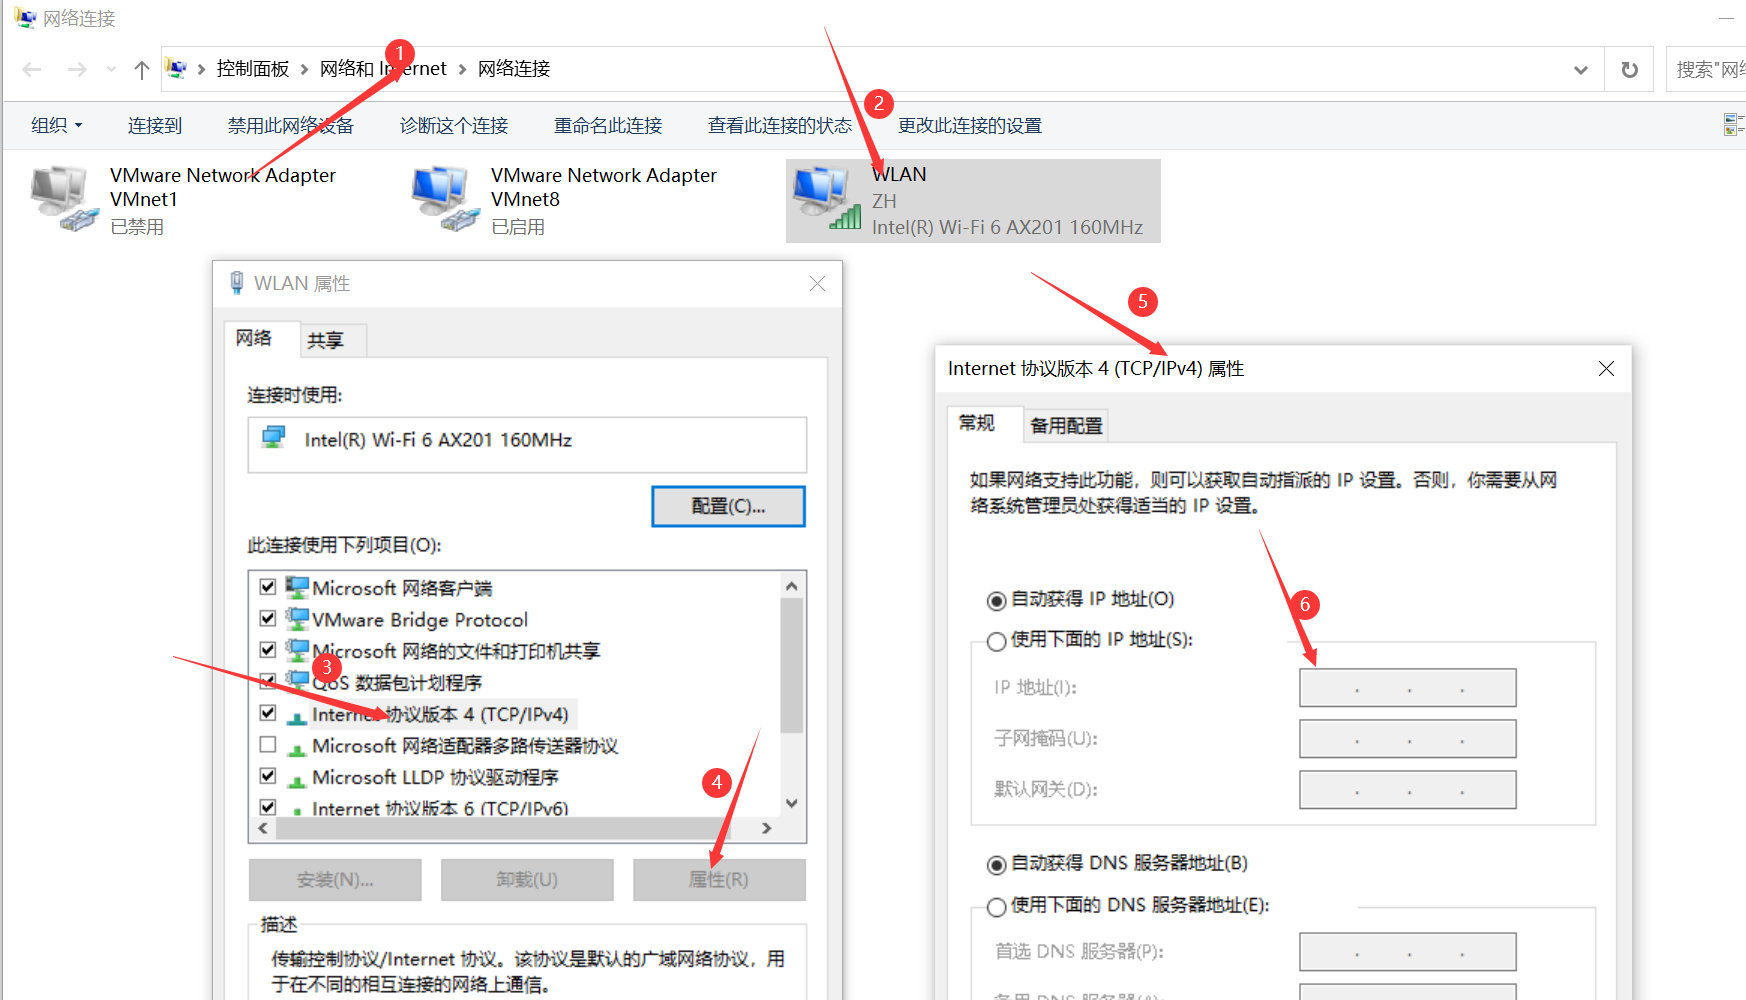 网络连接
控制面板 › 网络和 Internet › 网络连接
搜索"网络
1
2
组织
连接到
禁用此网络设备
诊断这个连接
重命名此连接
查看此连接的状态
更改此连接的设置
VMware Network Adapter
VMnet1
已禁用
VMware Network Adapter
VMnet8
已启用
WLAN
ZH
Intel(R) Wi-Fi 6 AX201 160MHz
WLAN 属性
网络
共享
连接时使用:
Intel(R) Wi-Fi 6 AX201 160MHz
配置(C)...
此连接使用下列项目(O):
Microsoft 网络客户端
VMware Bridge Protocol
Microsoft 网络的文件和打印机共享
3
QoS 数据包计划程序
Internet 协议版本 4 (TCP/IPv4)
Microsoft 网络适配器多路传送器协议
Microsoft LLDP 协议驱动程序
4
Internet 协议版本 6 (TCP/IPv6)
安装(N)...
卸载(U)
属性(R)
描述
传输控制协议/Internet 协议。该协议是默认的广域网络协议，用
于在不同的相互连接的网络上通信。
5
Internet 协议版本 4 (TCP/IPv4) 属性
常规
备用配置
如果网络支持此功能，则可以获取自动指派的 IP 设置。否则，你需要从网
络系统管理员处获得适当的 IP 设置。
6
自动获得 IP 地址(O)
使用下面的 IP 地址(S):
IP 地址(I):
子网掩码(U):
默认网关(D):
自动获得 DNS 服务器地址(B)
使用下面的 DNS 服务器地址(E):
首选 DNS 服务器(P):
备用 DNS 服务器(A):